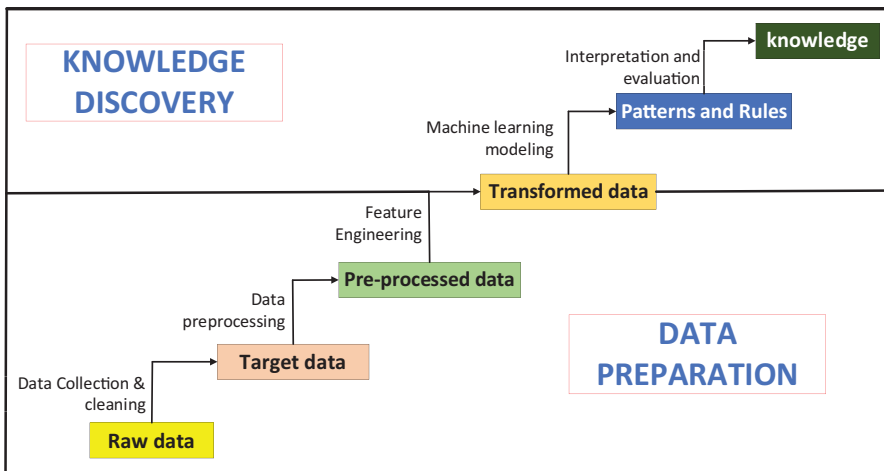 KNOWLEDGE
DISCOVERY
knowledge
Interpretation and
evaluation
Patterns and Rules
Machine learning
modeling
Transformed data
Feature
Engineering
Pre-processed data
Data
preprocessing
Target data
DATA
PREPARATION
Data Collection &
cleaning
Raw data